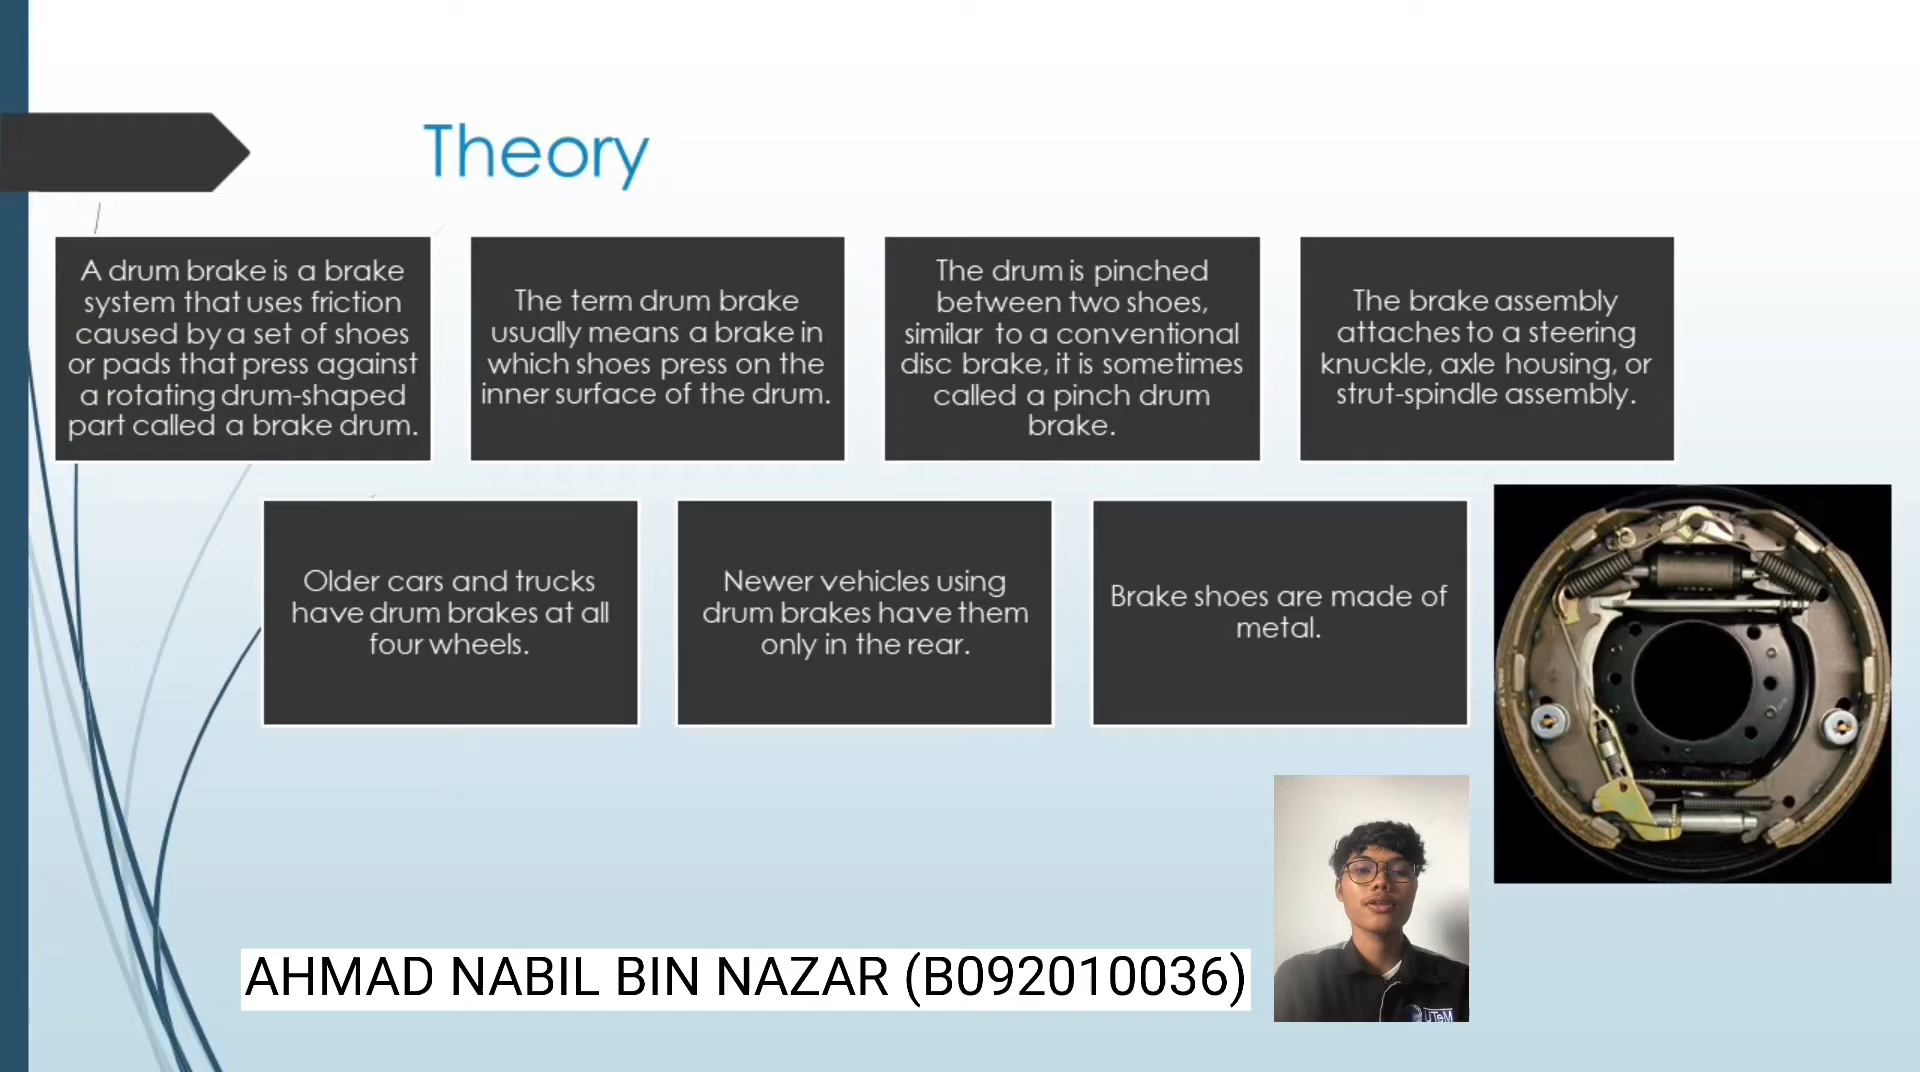 Theory
A drum brake is a brake
system that uses friction
caused by a set of shoes
or pads that press against
a rotating drum-shaped
part called a brake drum.
The term drum brake
usually means a brake in
which shoes press on the
inner surface of the drum.
The drum is pinched
between two shoes,
similar to a conventional
disc brake, it is sometimes
called a pinch drum
brake.
The brake assembly
attaches to a steering
knuckle, axle housing, or
strut-spindle assembly.
Older cars and trucks
have drum brakes at all
four wheels.
Newer vehicles using
drum brakes have them
only in the rear.
Brake shoes are made of
metal.
AHMAD NABIL BIN NAZAR (B092010036)
UTeM